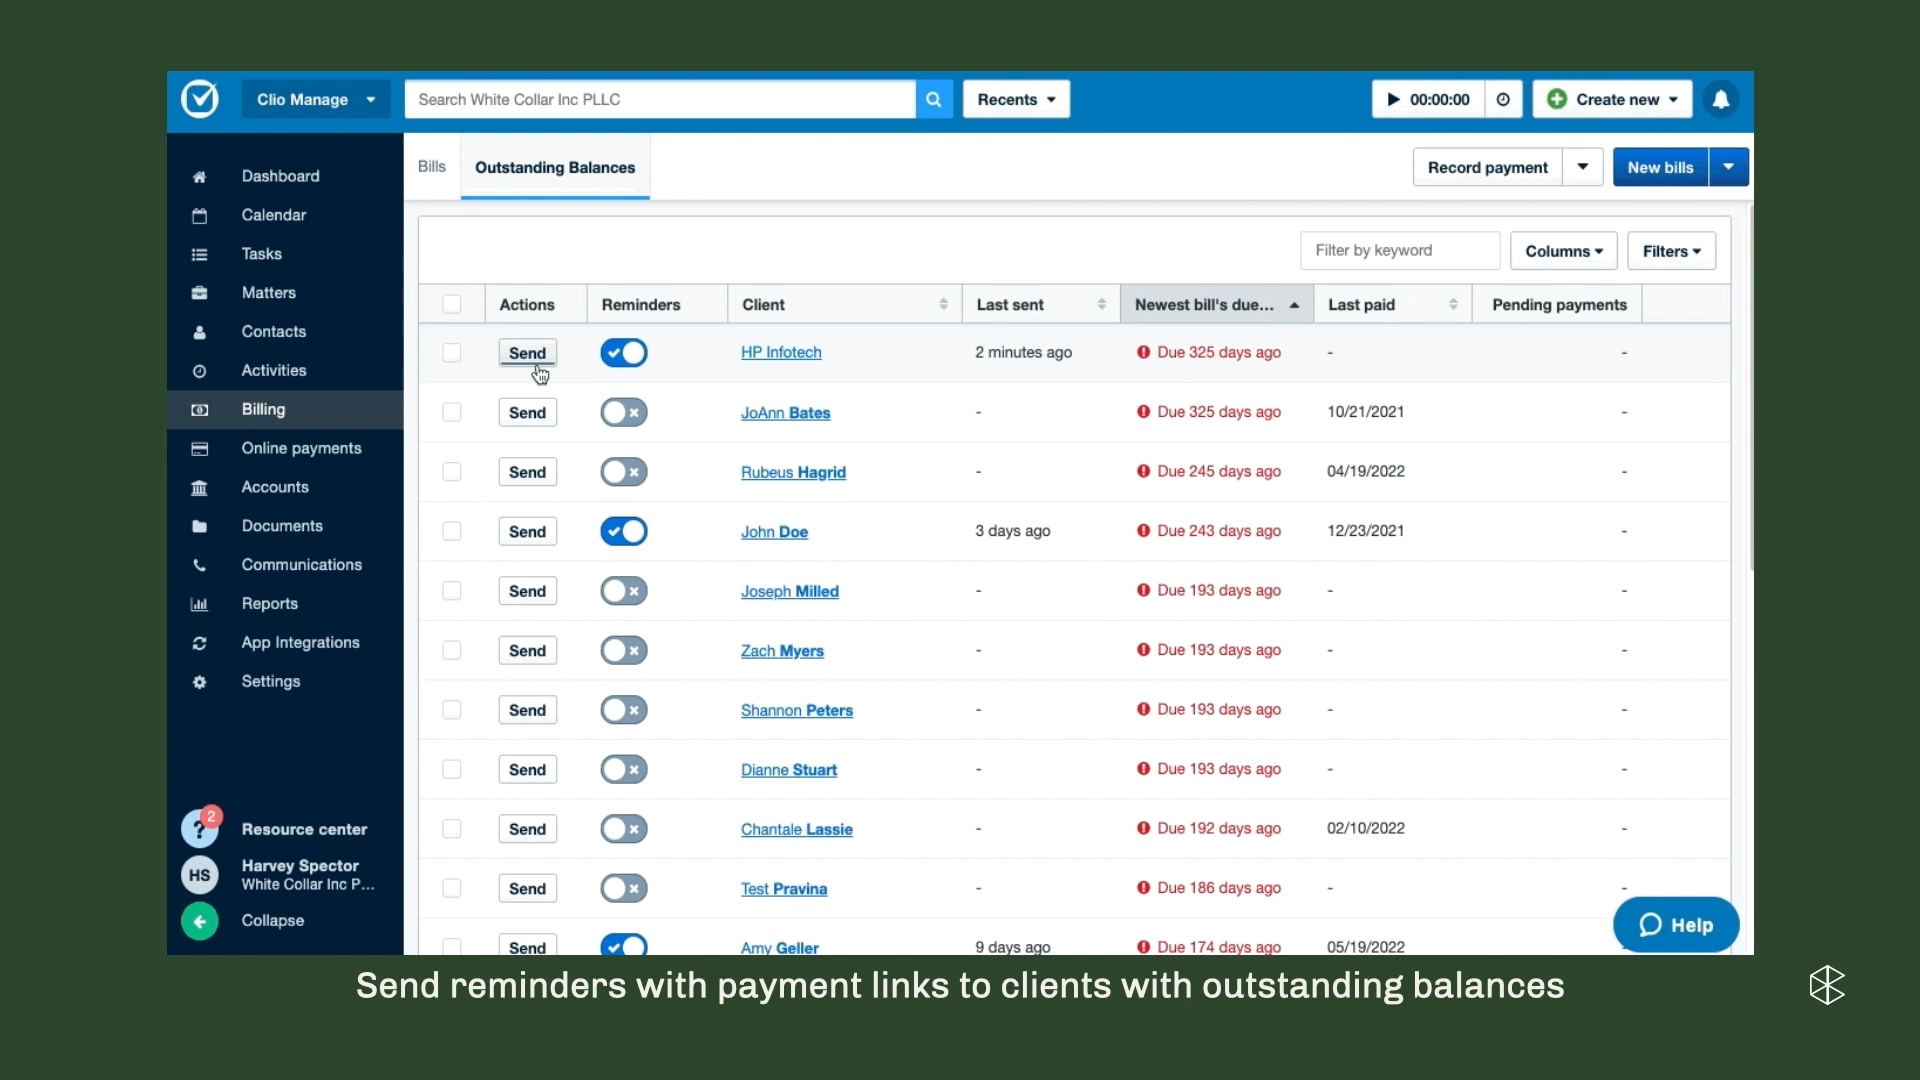 Clio Manage
Search White Collar Inc PLLC
Recents
00:00:00
Create new
Dashboard
Calendar
Tasks
Matters
Contacts
Activities
Billing
Online payments
Accounts
Documents
Communications
Reports
App Integrations
Settings
2
?
Resource center
HS
Harvey Spector
White Collar Inc P...
Collapse
Bills
Outstanding Balances
Record payment
New bills
Filter by keyword
Columns
Filters
Actions Reminders Client Last sent Newest bill's due... Last paid Pending payments
Send HP Infotech 2 minutes ago Due 325 days ago - -
Send JoAnn Bates - Due 325 days ago 10/21/2021 -
Send Rubeus Hagrid - Due 245 days ago 04/19/2022 -
Send John Doe 3 days ago Due 243 days ago 12/23/2021 -
Send Joseph Milled - Due 193 days ago - -
Send Zach Myers - Due 193 days ago - -
Send Shannon Peters - Due 193 days ago - -
Send Dianne Stuart - Due 193 days ago - -
Send Chantale Lassie - Due 192 days ago 02/10/2022 -
Send Test Pravina - Due 186 days ago - -
Send Amy Geller 9 days ago Due 174 days ago 05/19/2022 -
Help
Send reminders with payment links to clients with outstanding balances